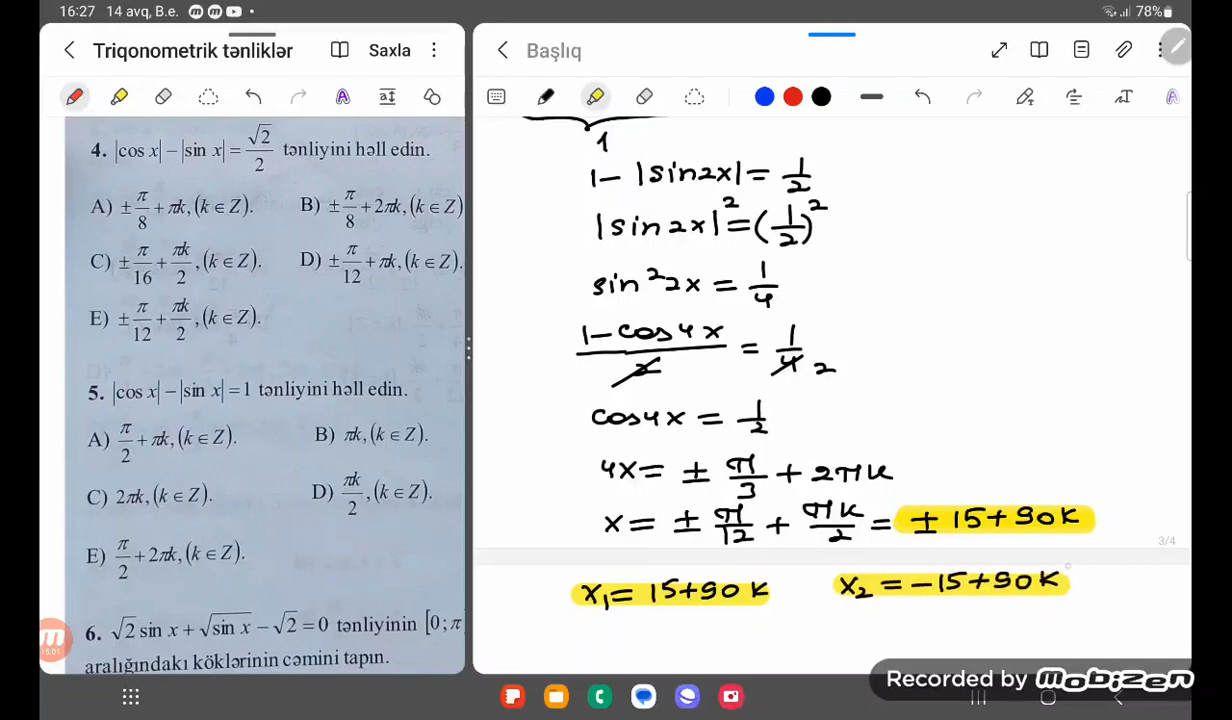 16:27 14 avq, B.e. 78%
Triqonometrik tənliklər Saxla
Başlıq
4. |cos x| − |sin x| = √2/2 tənliyini həll edin.
A) ± π/8 + πk, (k ∈ Z). B) ± π/8 + 2πk, (k ∈ Z)
C) ± π/16 + πk/2, (k ∈ Z). D) ± π/12 + πk, (k ∈ Z).
E) ± π/12 + πk/2, (k ∈ Z).
5. |cos x| − |sin x| = 1 tənliyini həll edin.
A) π/2 + πk, (k ∈ Z). B) πk, (k ∈ Z).
C) 2πk, (k ∈ Z). D) πk/2, (k ∈ Z).
E) π/2 + 2πk, (k ∈ Z).
6. √2 sin x + √sin x − √2 = 0 tənliyinin [0; π
aralığındakı köklərinin cəmini tapın.
15:01
1
1 − |sin2x| = 1/2
|sin2x|² = (1/2)²
sin²2x = 1/4
1 − cos4x/2 = 1/4 2
cos4x = 1/2
4x = ± π/3 + 2πk
x = ± π/12 + πk/2 = ± 15 + 90k
3/4
x₁ = 15 + 90k x₂ = −15 + 90k
Recorded by mobizen